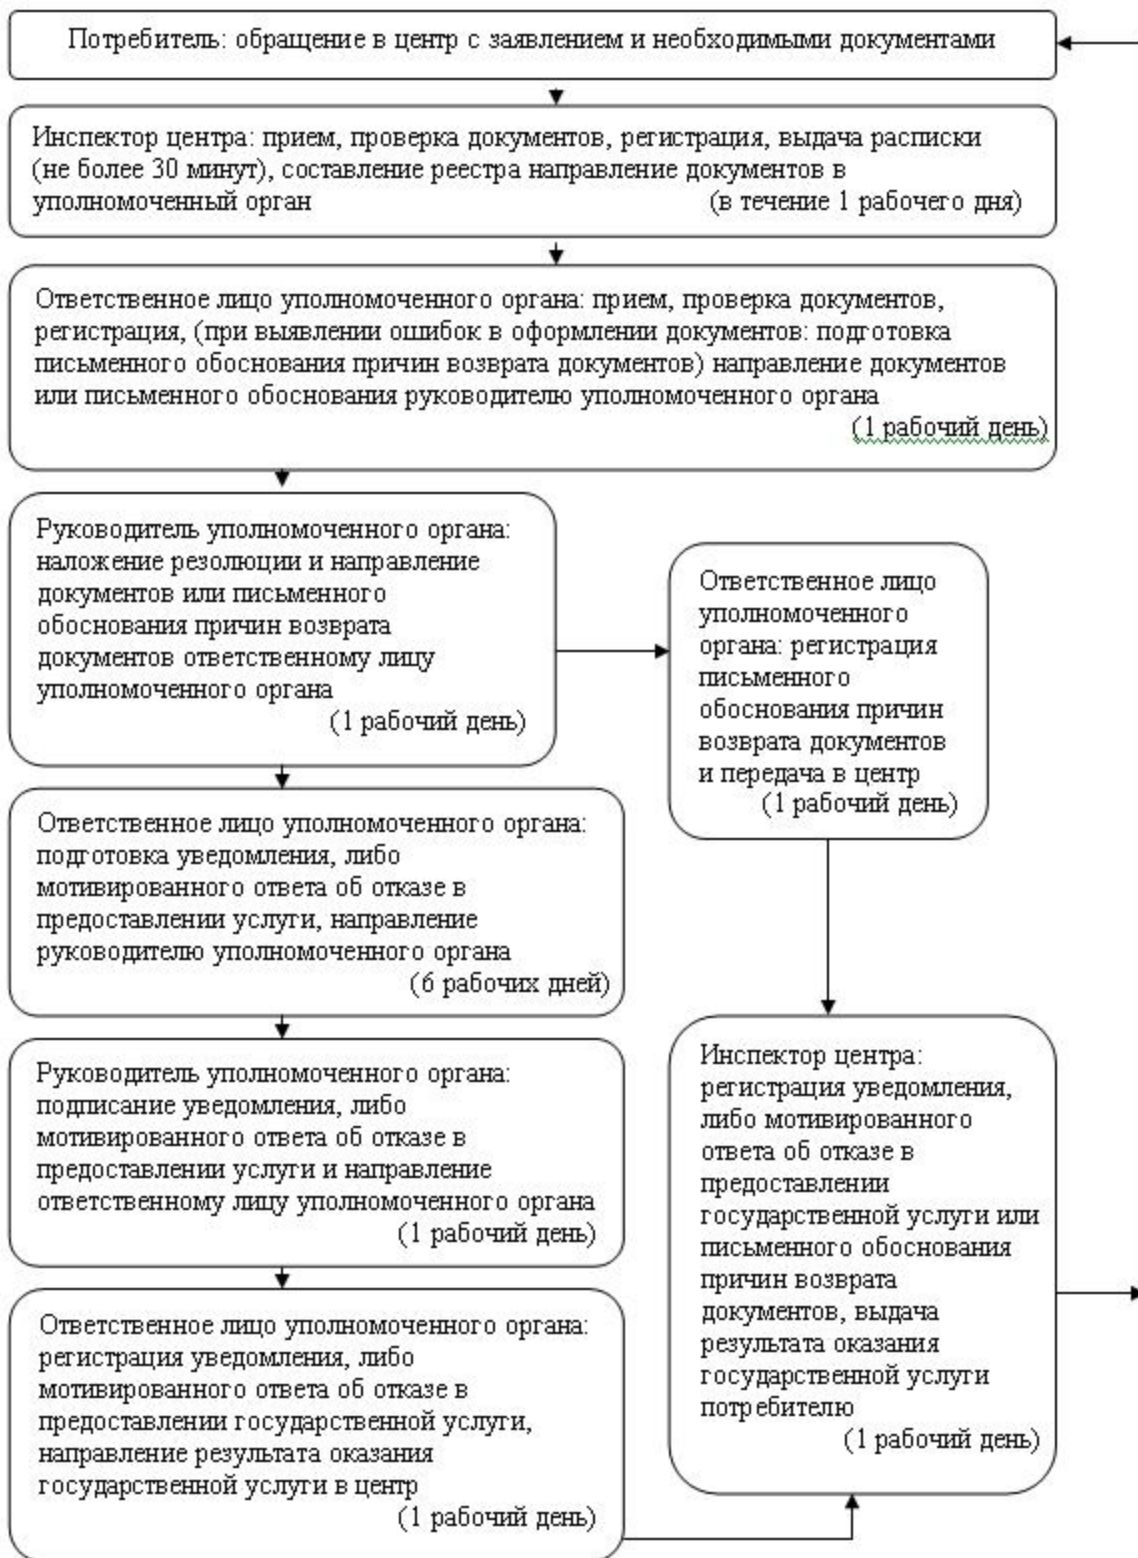 Потребитель: обращение в центр с заявлением и необходимыми документами
Инспектор центра: прием, проверка документов, регистрация, выдача расписки
(не более 30 минут), составление реестра направление документов в
уполномоченный орган (в течение 1 рабочего дня)
Ответственное лицо уполномоченного органа: прием, проверка документов,
регистрация, (при выявлении ошибок в оформлении документов: подготовка
письменного обоснования причин возврата документов) направление документов
или письменного обоснования руководителю уполномоченного органа
(1 рабочий день)
Руководитель уполномоченного органа:
наложение резолюции и направление
документов или письменного
обоснования причин возврата
документов ответственному лицу
уполномоченного органа
(1 рабочий день)
Ответственное лицо
уполномоченного
органа: регистрация
письменного
обоснования причин
возврата документов
и передача в центр
(1 рабочий день)
Ответственное лицо уполномоченного органа:
подготовка уведомления, либо
мотивированного ответа об отказе в
предоставлении услуги, направление
руководителю уполномоченного органа
(6 рабочих дней)
Руководитель уполномоченного органа:
подписание уведомления, либо
мотивированного ответа об отказе в
предоставлении услуги и направление
ответственному лицу уполномоченного органа
(1 рабочий день)
Ответственное лицо уполномоченного органа:
регистрация уведомления, либо
мотивированного ответа об отказе в
предоставлении государственной услуги,
направление результата оказания
государственной услуги в центр
(1 рабочий день)
Инспектор центра:
регистрация уведомления,
либо мотивированного
ответа об отказе в
предоставлении
государственной услуги или
письменного обоснования
причин возврата
документов, выдача
результата оказания
государственной услуги
потребителю
(1 рабочий день)